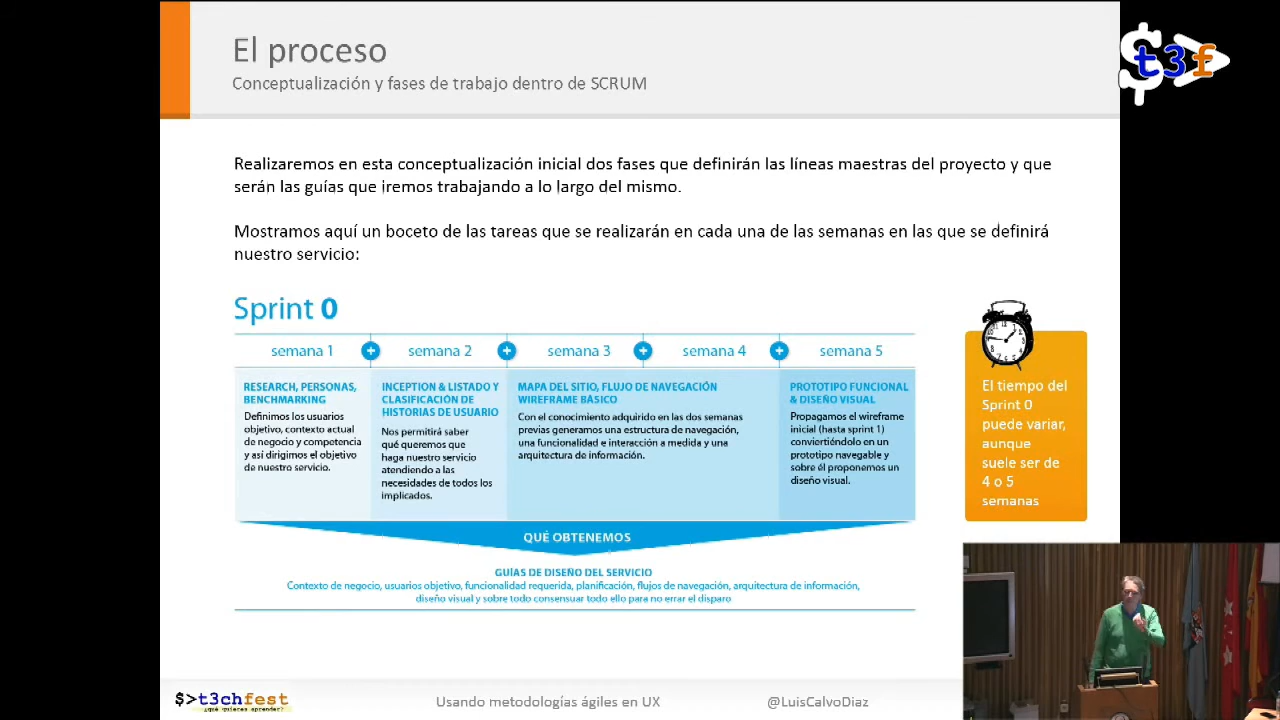 El proceso
Conceptualización y fases de trabajo dentro de SCRUM
$ t3f
Realizaremos en esta conceptualización inicial dos fases que definirán las líneas maestras del proyecto y que
serán las guías que iremos trabajando a lo largo del mismo.
Mostramos aquí un boceto de las tareas que se realizarán en cada una de las semanas en las que se definirá
nuestro servicio:
Sprint 0
semana 1 + semana 2 + semana 3 + semana 4 + semana 5
RESEARCH, PERSONAS,
BENCHMARKING
Definimos los usuarios
objetivo, contexto actual
de negocio y competencia
y así dirigimos el objetivo
de nuestro servicio.
INCEPTION & LISTADO Y
CLASIFICACIÓN DE
HISTORIAS DE USUARIO
Nos permitirá saber
qué queremos que
haga nuestro servicio
atendiendo a las
necesidades de todos los
implicados.
MAPA DEL SITIO, FLUJO DE NAVEGACIÓN
WIREFRAME BÁSICO
Con el conocimiento adquirido en las dos semanas
previas generamos una estructura de navegación,
una funcionalidad e interacción a medida y una
arquitectura de información.
PROTOTIPO FUNCIONAL
& DISEÑO VISUAL
Propagamos el wireframe
inicial (hasta sprint 1)
conviertiéndolo en un
prototipo navegable y
sobre él proponemos un
diseño visual.
El tiempo del
Sprint 0
puede variar,
aunque
suele ser de
4 o 5
semanas
QUÉ OBTENEMOS
GUÍAS DE DISEÑO DEL SERVICIO
Contexto de negocio, usuarios objetivo, funcionalidad requerida, planificación, flujos de navegación, arquitectura de información,
diseño visual y sobre todo consensuar todo ello para no errar el disparo
$>t3chfest
¿qué quieres aprender?
Usando metodologías ágiles en UX
@LuisCalvoDiaz